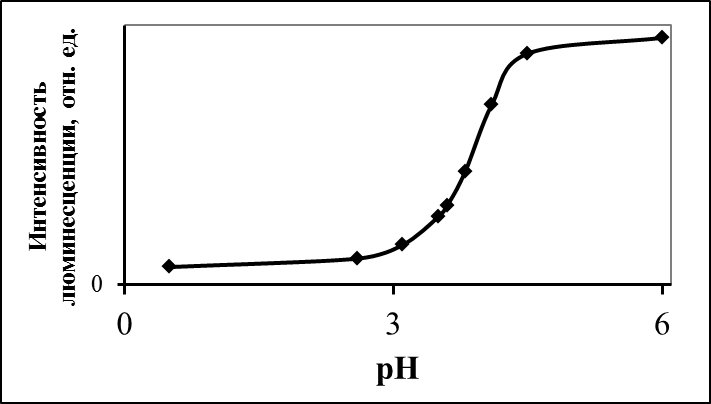 Интенсивность
люминесценции, отн. ед.
0
0 3 6
pH